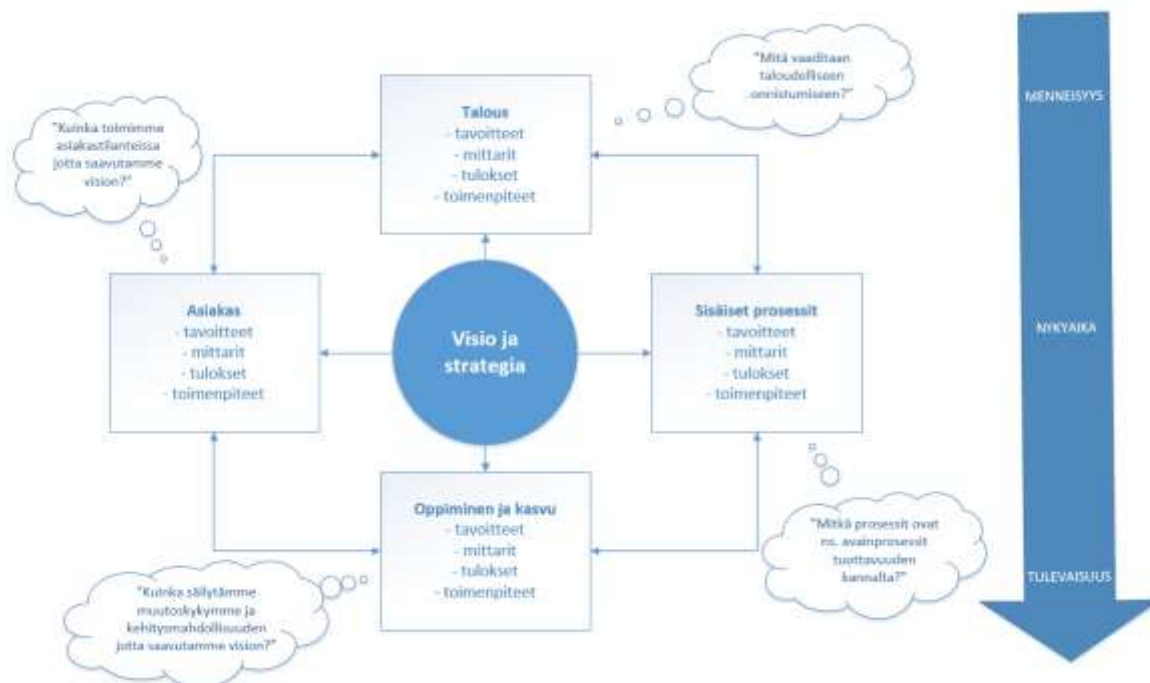 "Mitä vaaditaan
taloudelliseen
onnistumiseen?"
MENNEISYYS
Talous
- tavoitteet
- mittarit
- tulokset
- toimenpiteet
"Kuinka toimimme
asiakastilanteissa
jotta saavutamme
vision?"
Asiakas
- tavoitteet
- mittarit
- tulokset
- toimenpiteet
Visio ja
strategia
Sisäiset prosessit
- tavoitteet
- mittarit
- tulokset
- toimenpiteet
NYKYAIKA
Oppiminen ja kasvu
- tavoitteet
- mittarit
- tulokset
- toimenpiteet
"Mitkä prosessit ovat
ns. avainprosessit
tuottavuuden
kannalta?"
TULEVAISUUS
"Kuinka säilytämme
muutoskykymme ja
kehitysmahdollisuuden
jotta saavutamme vision?"